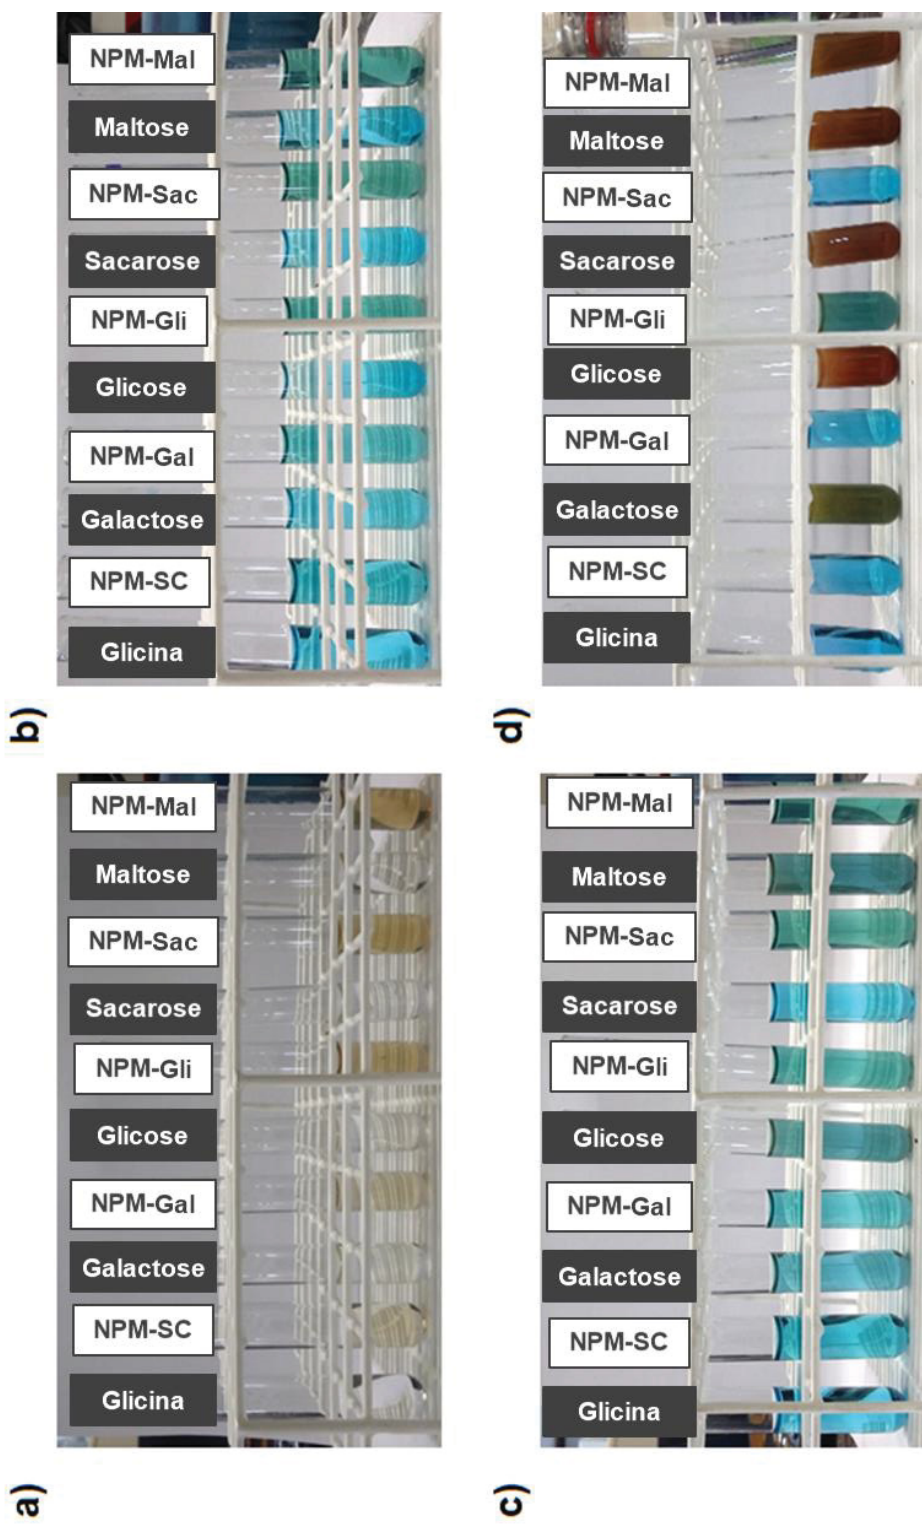 a)
Glicina
NPM-SC
Galactose
NPM-Gal
Glicose
NPM-Gli
Sacarose
NPM-Sac
Maltose
NPM-Mal
b)
Glicina
NPM-SC
Galactose
NPM-Gal
Glicose
NPM-Gli
Sacarose
NPM-Sac
Maltose
NPM-Mal
c)
Glicina
NPM-SC
Galactose
NPM-Gal
Glicose
NPM-Gli
Sacarose
NPM-Sac
Maltose
NPM-Mal
d)
Glicina
NPM-SC
Galactose
NPM-Gal
Glicose
NPM-Gli
Sacarose
NPM-Sac
Maltose
NPM-Mal